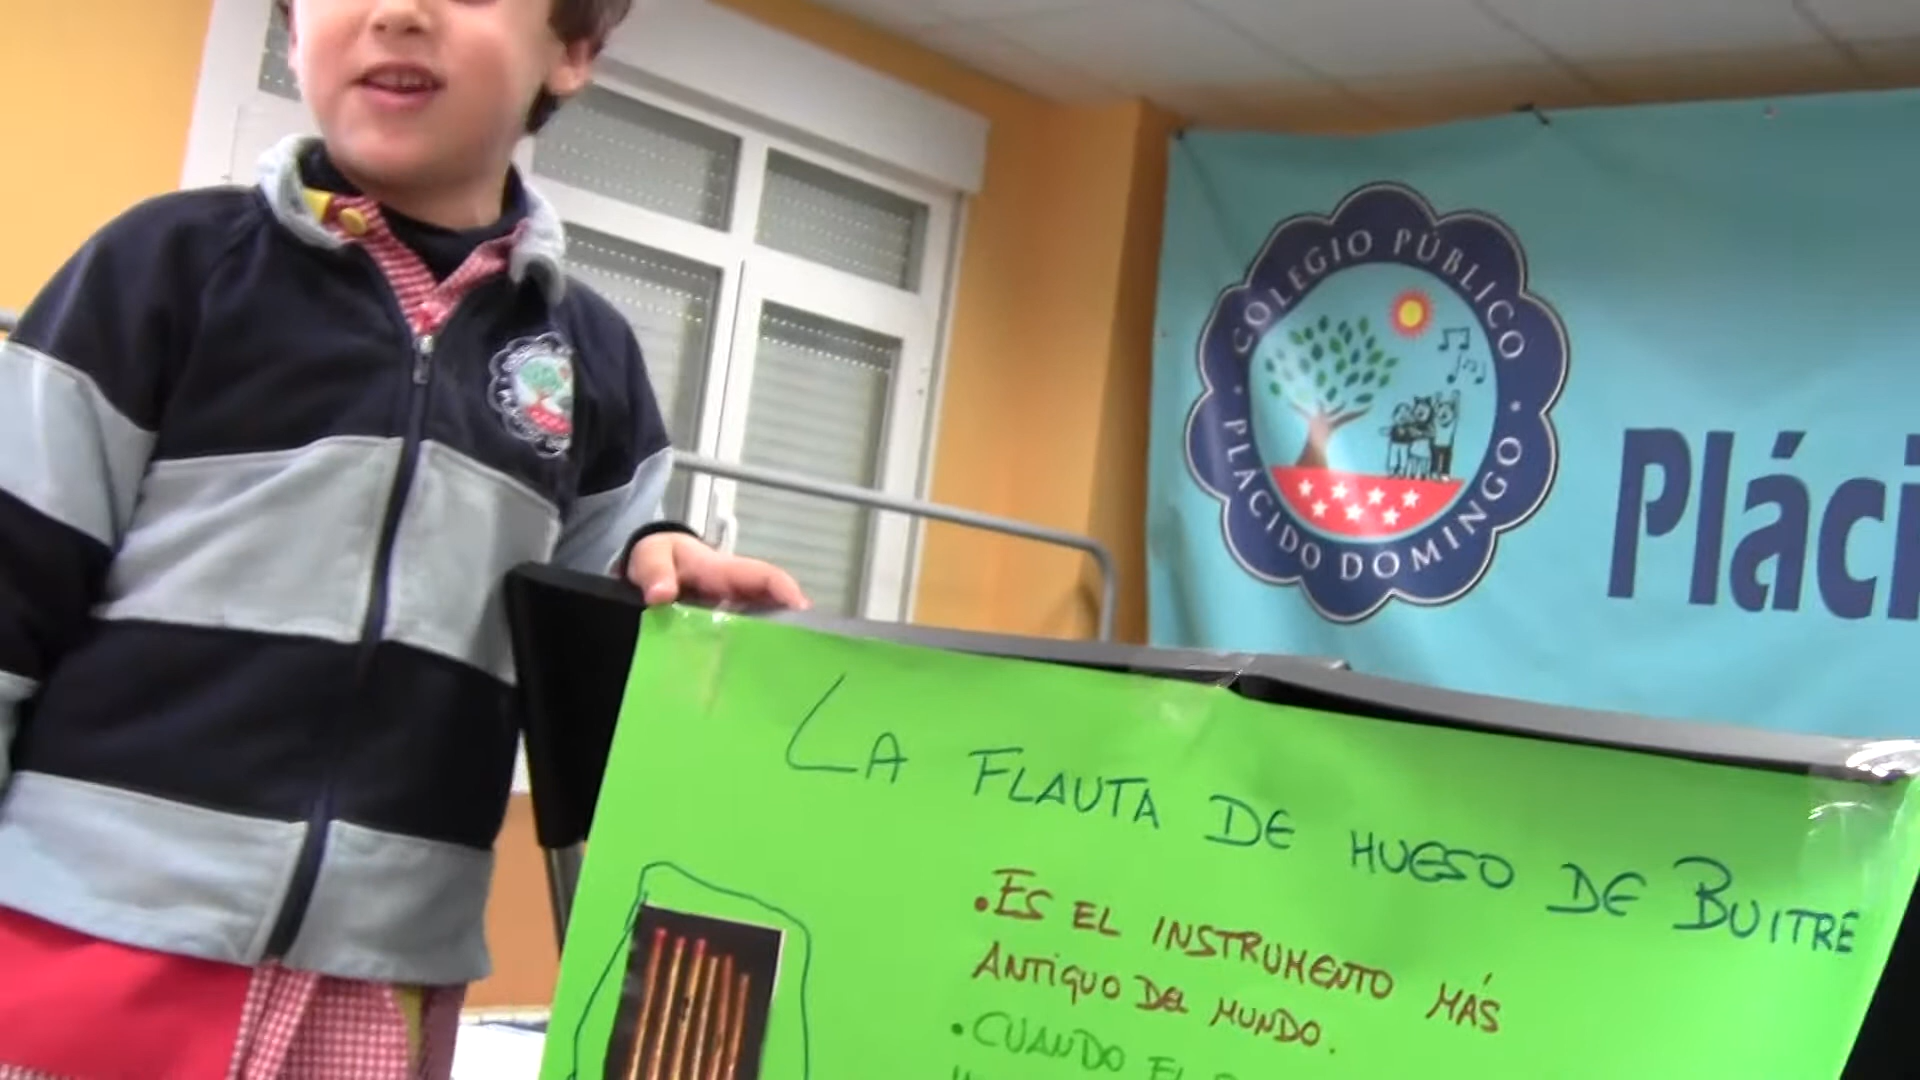 COLEGIO PÚBLICO
PLÁCIDO DOMINGO
Pláci
LA FLAUTA DE HUESO DE BUITRE
• ES EL INSTRUMENTO MÁS
ANTIGUO DEL MUNDO.
• CUANDO EL